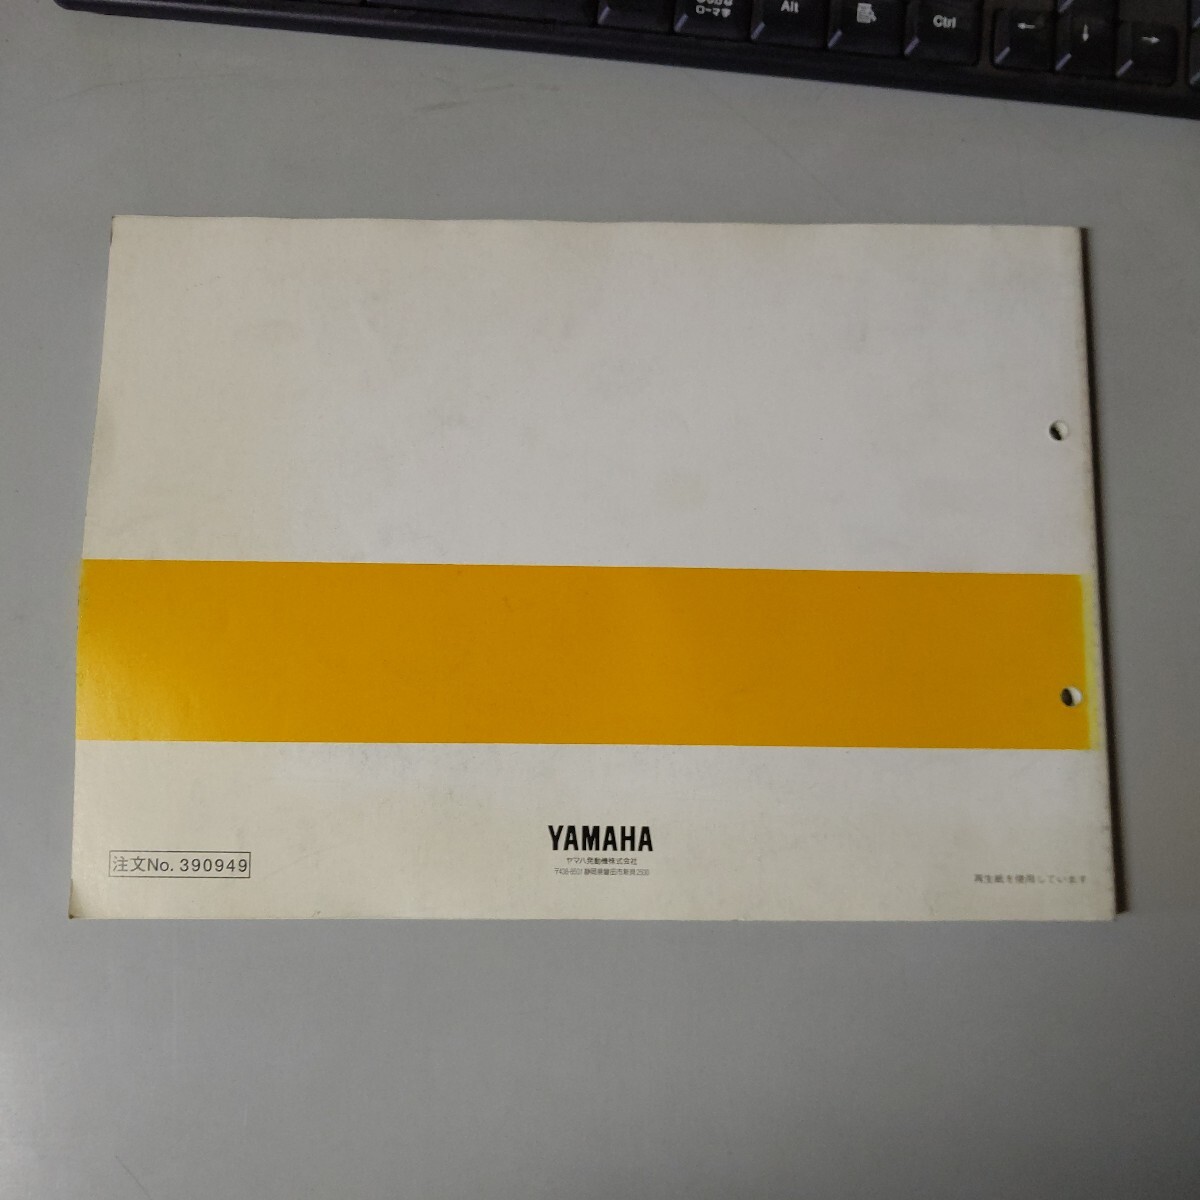 ローマ字
Alt
Ctrl
←
↓
→
YAMAHA
ヤマハ発動機株式会社
〒438-8501 静岡県磐田市新貝2500
注文No. 390949
再生紙を使用しています